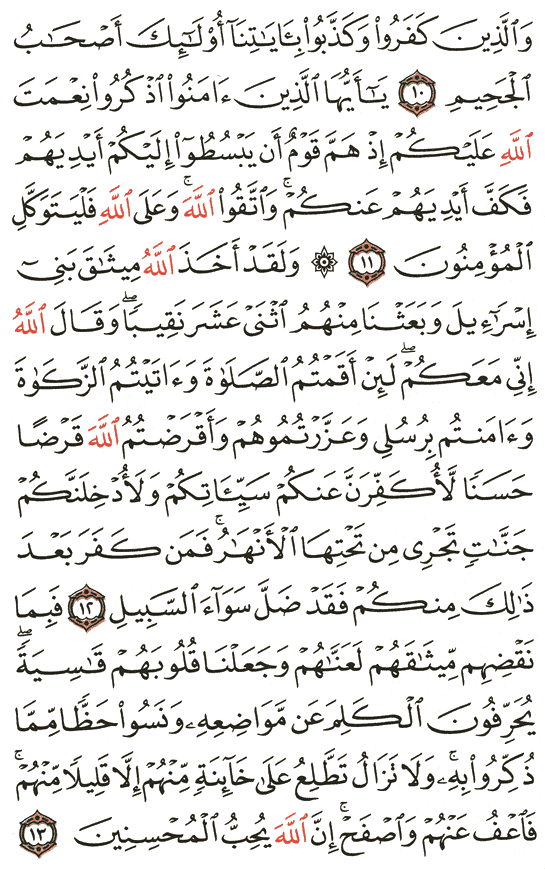 وَٱلَّذِينَ كَفَرُوا۟ وَكَذَّبُوا۟ بِـَٔايَـٰتِنَآ أُو۟لَـٰٓئِكَ أَصْحَـٰبُ
ٱلْجَحِيمِ ١٠ يَـٰٓأَيُّهَا ٱلَّذِينَ ءَامَنُوا۟ ٱذْكُرُوا۟ نِعْمَتَ
ٱللَّهِ عَلَيْكُمْ إِذْ هَمَّ قَوْمٌ أَن يَبْسُطُوٓا۟ إِلَيْكُمْ أَيْدِيَهُمْ
فَكَفَّ أَيْدِيَهُمْ عَنكُمْ ۖ وَٱتَّقُوا۟ ٱللَّهَ ۚ وَعَلَى ٱللَّهِ فَلْيَتَوَكَّلِ
ٱلْمُؤْمِنُونَ ١١ ۞ وَلَقَدْ أَخَذَ ٱللَّهُ مِيثَـٰقَ بَنِىٓ
إِسْرَٰٓءِيلَ وَبَعَثْنَا مِنْهُمُ ٱثْنَىْ عَشَرَ نَقِيبًا ۖ وَقَالَ ٱللَّهُ
إِنِّى مَعَكُمْ ۖ لَئِنْ أَقَمْتُمُ ٱلصَّلَوٰةَ وَءَاتَيْتُمُ ٱلزَّكَوٰةَ
وَءَامَنتُم بِرُسُلِى وَعَزَّرْتُمُوهُمْ وَأَقْرَضْتُمُ ٱللَّهَ قَرْضًا
حَسَنًا لَّأُكَفِّرَنَّ عَنكُمْ سَيِّـَٔاتِكُمْ وَلَأُدْخِلَنَّكُمْ
جَنَّـٰتٍ تَجْرِى مِن تَحْتِهَا ٱلْأَنْهَـٰرُ ۚ فَمَن كَفَرَ بَعْدَ
ذَٰلِكَ مِنكُمْ فَقَدْ ضَلَّ سَوَآءَ ٱلسَّبِيلِ ١٢ فَبِمَا
نَقْضِهِم مِّيثَـٰقَهُمْ لَعَنَّـٰهُمْ وَجَعَلْنَا قُلُوبَهُمْ قَـٰسِيَةً ۖ
يُحَرِّفُونَ ٱلْكَلِمَ عَن مَّوَاضِعِهِۦ ۙ وَنَسُوا۟ حَظًّا مِّمَّا
ذُكِّرُوا۟ بِهِۦ ۚ وَلَا تَزَالُ تَطَّلِعُ عَلَىٰ خَآئِنَةٍ مِّنْهُمْ إِلَّا قَلِيلًا مِّنْهُمْ ۖ
فَٱعْفُ عَنْهُمْ وَٱصْفَحْ ۚ إِنَّ ٱللَّهَ يُحِبُّ ٱلْمُحْسِنِينَ ١٣